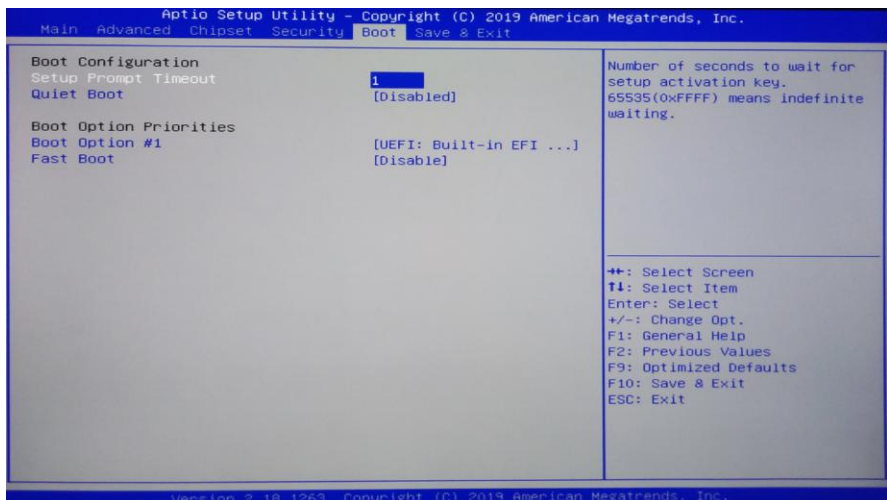 Aptio Setup Utility – Copyright (C) 2019 American Megatrends, Inc.
Main Advanced Chipset Security Boot Save & Exit
Boot Configuration
Setup Prompt Timeout 1
Quiet Boot [Disabled]
Boot Option Priorities
Boot Option #1 [UEFI: Built-in EFI ...]
Fast Boot [Disable]
Number of seconds to wait for
setup activation key.
65535(0xFFFF) means indefinite
waiting.
→←: Select Screen
↑↓: Select Item
Enter: Select
+/-: Change Opt.
F1: General Help
F2: Previous Values
F9: Optimized Defaults
F10: Save & Exit
ESC: Exit
Version 2.18.1263. Copyright (C) 2019 American Megatrends, Inc.